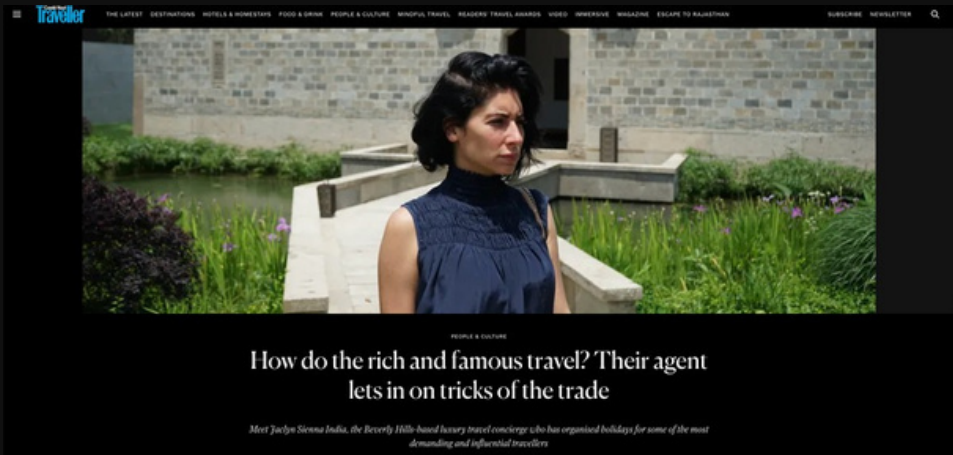 Condé Nast
Traveller
THE LATEST DESTINATIONS HOTELS & HOMESTAYS FOOD & DRINK PEOPLE & CULTURE MINDFUL TRAVEL READERS' TRAVEL AWARDS VIDEO IMMERSIVE MAGAZINE ESCAPE TO RAJASTHAN SUBSCRIBE NEWSLETTER
PEOPLE & CULTURE
How do the rich and famous travel? Their agent
lets in on tricks of the trade
Meet Jaclyn Sienna India, the Beverly Hills-based luxury travel concierge who has organised holidays for some of the most
demanding and influential travellers